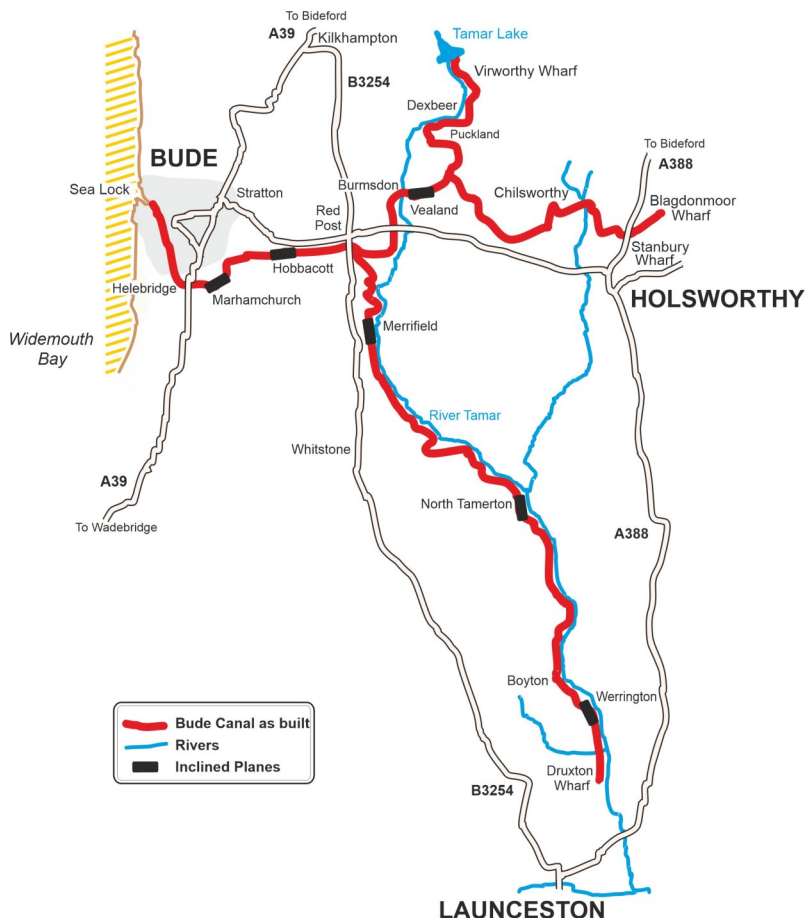 To Bideford
A39
Kilkhampton
Tamar Lake
Virworthy Wharf
B3254
Dexbeer
Puckland
To Bideford
A388
BUDE
Sea Lock
Stratton
Burmsdon
Vealand
Chilsworthy
Blagdonmoor
Wharf
Red
Post
Stanbury
Wharf
Hobbacott
Helebridge
Marhamchurch
HOLSWORTHY
Widemouth
Bay
Merrifield
River Tamar
Whitstone
A39
To Wadebridge
North Tamerton
A388
Boyton
Werrington
Bude Canal as built
Rivers
Inclined Planes
Druxton
Wharf
B3254
LAUNCESTON